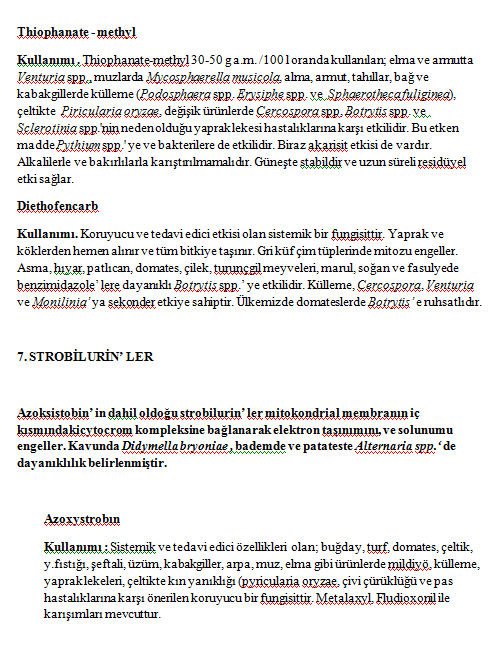 Thiophanate - methyl
Kullanımı . Thiophanate-methyl 30-50 g a.m. /100 l oranda kullanılan; elma ve armutta
Venturia spp., muzlarda Mycosphaerella musicola, alma, armut, tahıllar, bağ ve
kabakgillerde külleme (Podosphaera spp. Erysiphe spp. ve Sphaerotheca fuliginea),
çeltikte Piricularia oryzae, değişik ürünlerde Cercospora spp. Botrytis spp. ve
Sclerotinia spp.'nin neden olduğu yaprak lekesi hastalıklarına karşı etkilidir. Bu etken
madde Pythium spp.' ye ve bakterilere de etkilidir. Biraz akarisit etkisi de vardır.
Alkalilerle ve bakırlılarla karıştırılmamalıdır. Güneşte stabildir ve uzun süreli residüyel
etki sağlar.
Diethofencarb
Kullanımı. Koruyucu ve tedavi edici etkisi olan sistemik bir fungisittir. Yaprak ve
köklerden hemen alınır ve tüm bitkiye taşınır. Gri küf çim tüplerinde mitozu engeller.
Asma, hıyar, patlıcan, domates, çilek, turunçgil meyveleri, marul, soğan ve fasulyede
benzimidazole’ lere dayanıklı Botrytis spp.’ ye etkilidir. Külleme, Cercospora, Venturia
ve Monilinia’ ya sekonder etkiye sahiptir. Ülkemizde domateslerde Botrytis ‘ e ruhsatlıdır.
7. STROBİLURİN’ LER
Azoksistobin’ in dahil oldoğu strobilurin’ ler mitokondrial membranın iç
kısmındakicytocrom kompleksine bağlanarak elektron taşınımını, ve solunumu
engeller. Kavunda Didymella bryoniae , bademde ve patateste Alternaria spp. ‘ de
dayanıklılık belirlenmiştir.
Azoxystrobın
Kullanımı : Sistemik ve tedavi edici özellikleri olan; buğday, turf, domates, çeltik,
y.fıstığı, şeftali, üzüm, kabakgiller, arpa, muz, elma gibi ürünlerde mildiyö, külleme,
yaprak lekeleri, çeltikte kın yanıklığı (pyricularia oryzae, çivi çürüklüğü ve pas
hastalıklarına karşı önerilen koruyucu bir fungisittir. Metalaxyl, Fludioxonil ile
karışımları mevcuttur.